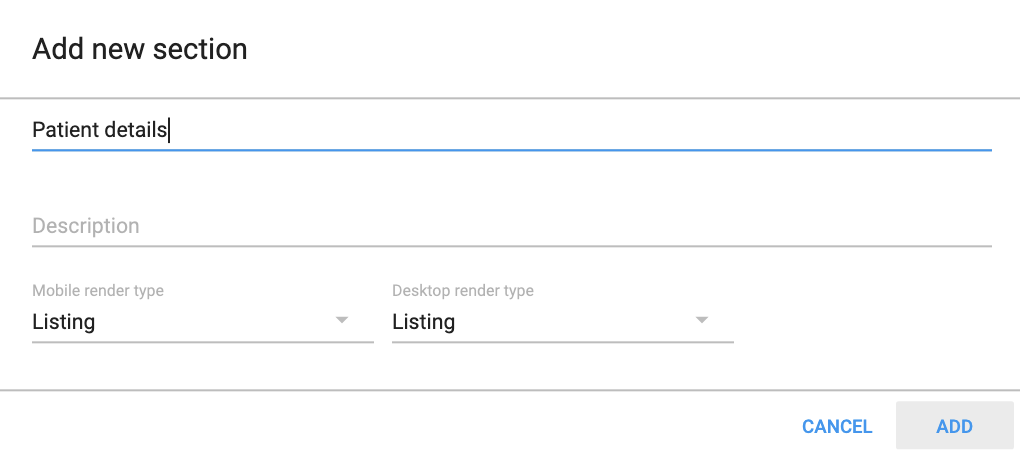 Add new section
Patient details
Description
Mobile render type Desktop render type
Listing Listing
CANCEL ADD